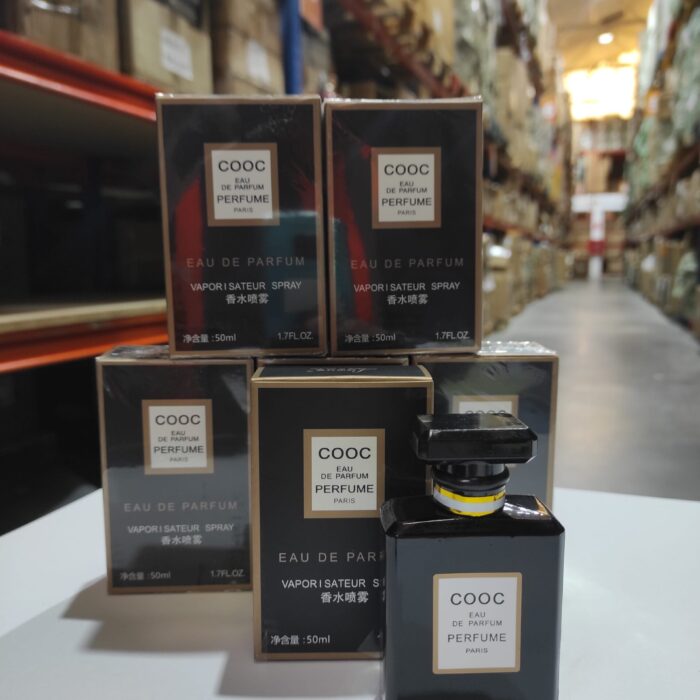 COOC
EAU
DE PARFUM
PERFUME
PARIS
EAU DE PARFUM
VAPORISATEUR SPRAY
香水喷雾
净含量:50ml
1.7FL.OZ.
COOC
EAU
DE PARFUM
PERFUME
PARIS
EAU DE PARFUM
VAPORISATEUR SPRAY
香水喷雾
净含量:50ml
1.7FL.OZ.
COOC
EAU
DE PARFUM
PERFUME
PARIS
EAU DE PARFUM
VAPORISATEUR SPRAY
香水喷雾
净含量:50ml
1.7FL.OZ.
COOC
EAU
DE PARFUM
PERFUME
PARIS
EAU DE PARF
VAPORISATEUR S
香水喷雾
净含量:50ml
COOC
COOC
EAU
DE PARFUM
PERFUME
PARIS